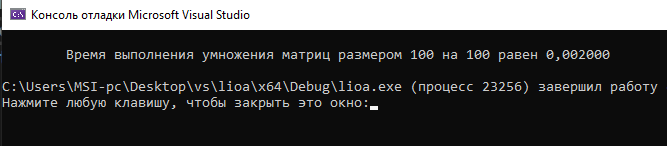 Консоль отладки Microsoft Visual Studio
Время выполнения умножения матриц размером 100 на 100 равен 0,002000
C:\Users\MSI-pc\Desktop\vs\lioa\x64\Debug\lioa.exe (процесс 23256) завершил работу
Нажмите любую клавишу, чтобы закрыть это окно: